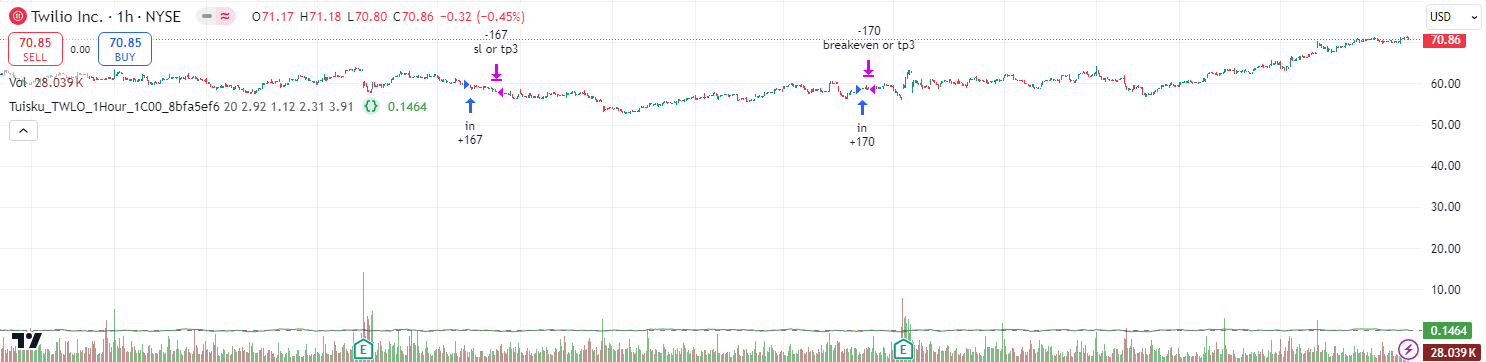 Twilio Inc. · 1h · NYSE O71.17 H71.18 L70.80 C70.86 −0.32 (−0.45%)
USD
70.85 SELL 0.00 70.85 BUY
70.86
Vol · 28.039 K
Tuisku_TWLO_1Hour_1C00_8bfa5ef6 20 2.92 1.12 2.31 3.91 {} 0.1464
-167
sl or tp3
in
+167
-170
breakeven or tp3
in
+170
60.00
50.00
40.00
30.00
20.00
10.00
0.1464
28.039 K
E
E